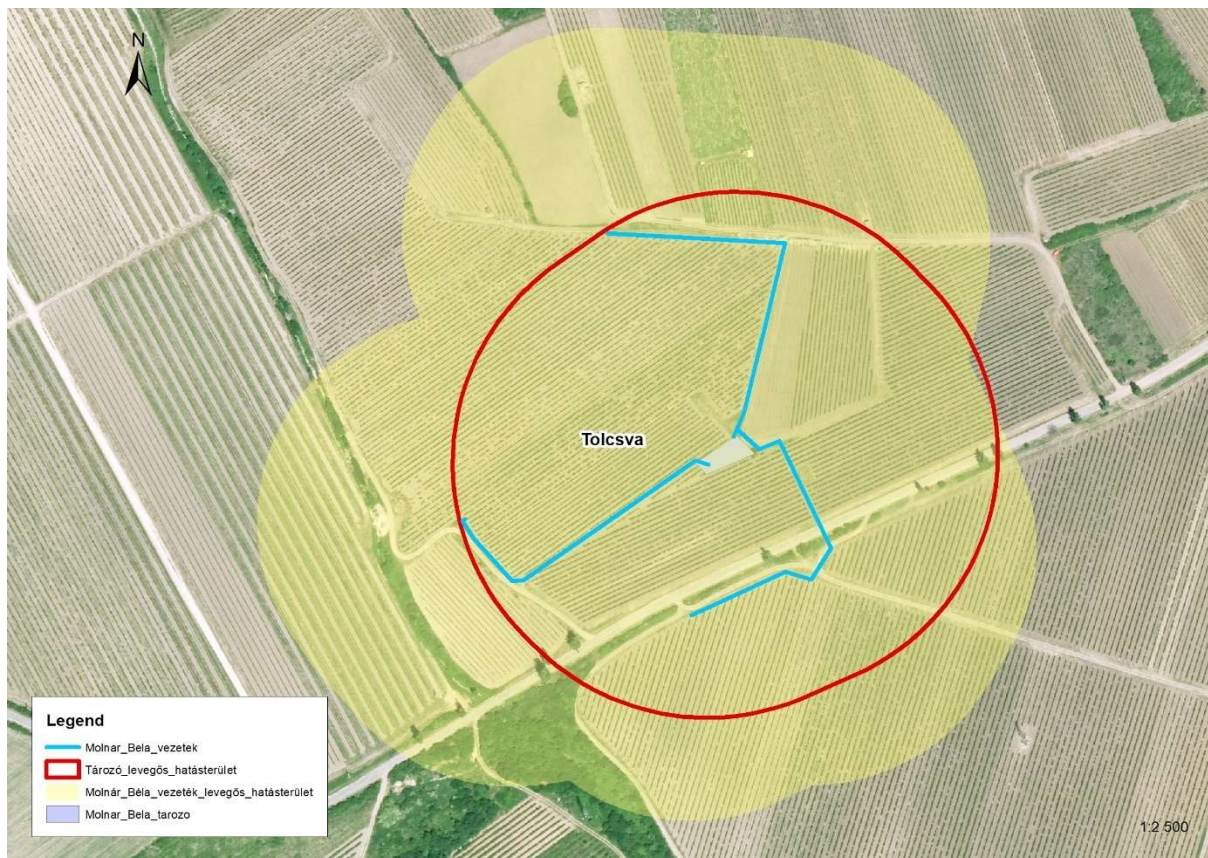 N
Tolcsva
Legend
Molnar_Bela_vezetek
Tározó_levegős_hatásterület
Molnár_Béla_vezeték_levegős_hatásterület
Molnar_Bela_tarozo
1:2 500